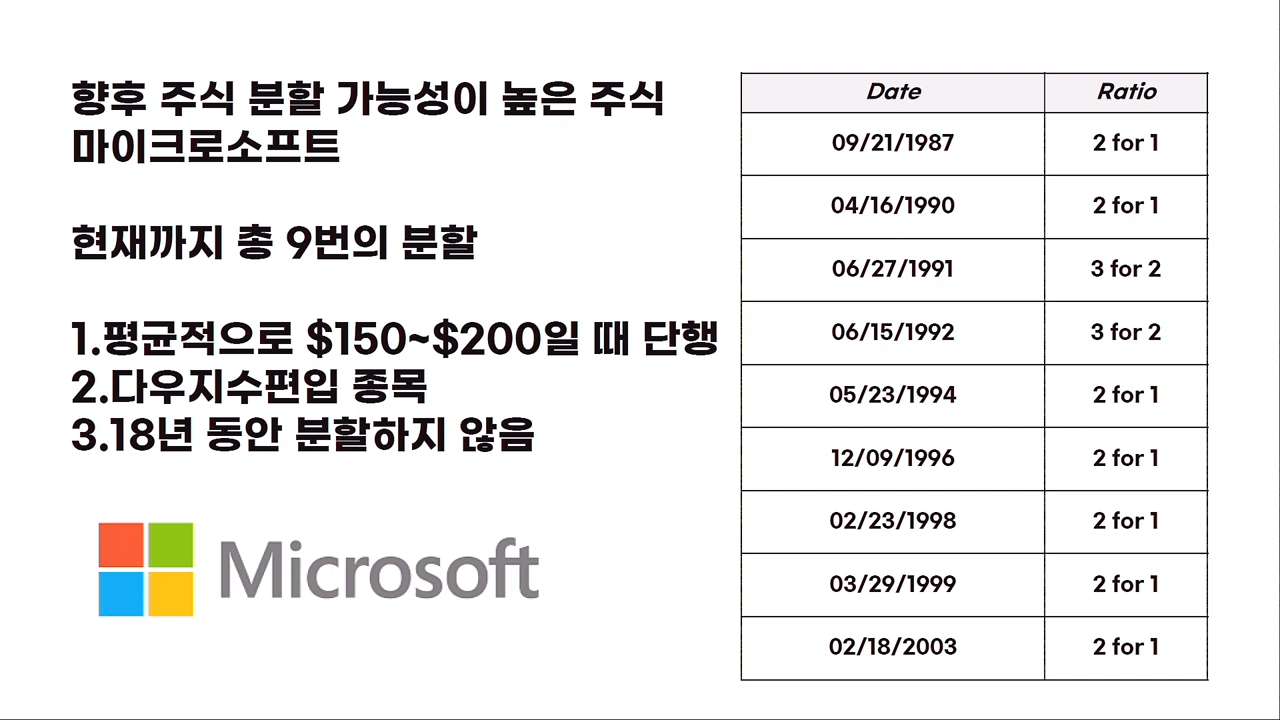 향후 주식 분할 가능성이 높은 주식
마이크로소프트
현재까지 총 9번의 분할
1.평균적으로 $150~$200일 때 단행
2.다우지수편입 종목
3.18년 동안 분할하지 않음
Microsoft
Date Ratio
09/21/1987 2 for 1
04/16/1990 2 for 1
06/27/1991 3 for 2
06/15/1992 3 for 2
05/23/1994 2 for 1
12/09/1996 2 for 1
02/23/1998 2 for 1
03/29/1999 2 for 1
02/18/2003 2 for 1